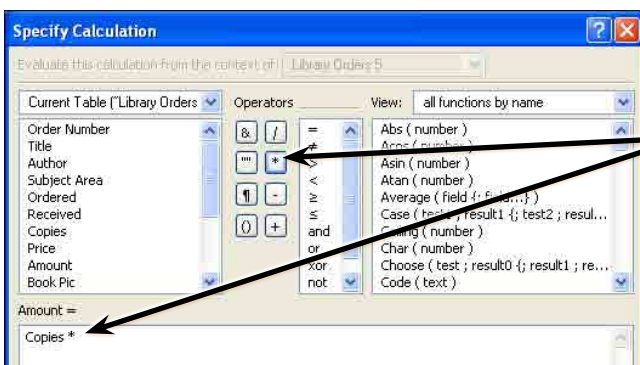 Specify Calculation
Evaluate this calculation from the context of: Library Orders 5
Current Table ("Library Orders
Operators
View: all functions by name
Order Number
Title
Author
Subject Area
Ordered
Received
Copies
Price
Amount
Book Pic
& /
"" *
¶ -
() +
=
≠
>
<
≥
≤
and
or
xor
not
Abs ( number )
Acos ( number )
Asin ( number )
Atan ( number )
Average ( field {; field...} )
Case ( test1 ; result1 {; test2 ; resul...
Ceiling ( number )
Char ( number )
Choose ( test ; result0 {; result1 ; re...
Code ( text )
Amount =
Copies *